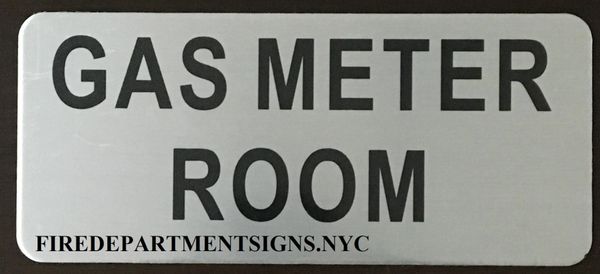 GAS METER
ROOM
FIREDEPARTMENTSIGNS.NYC